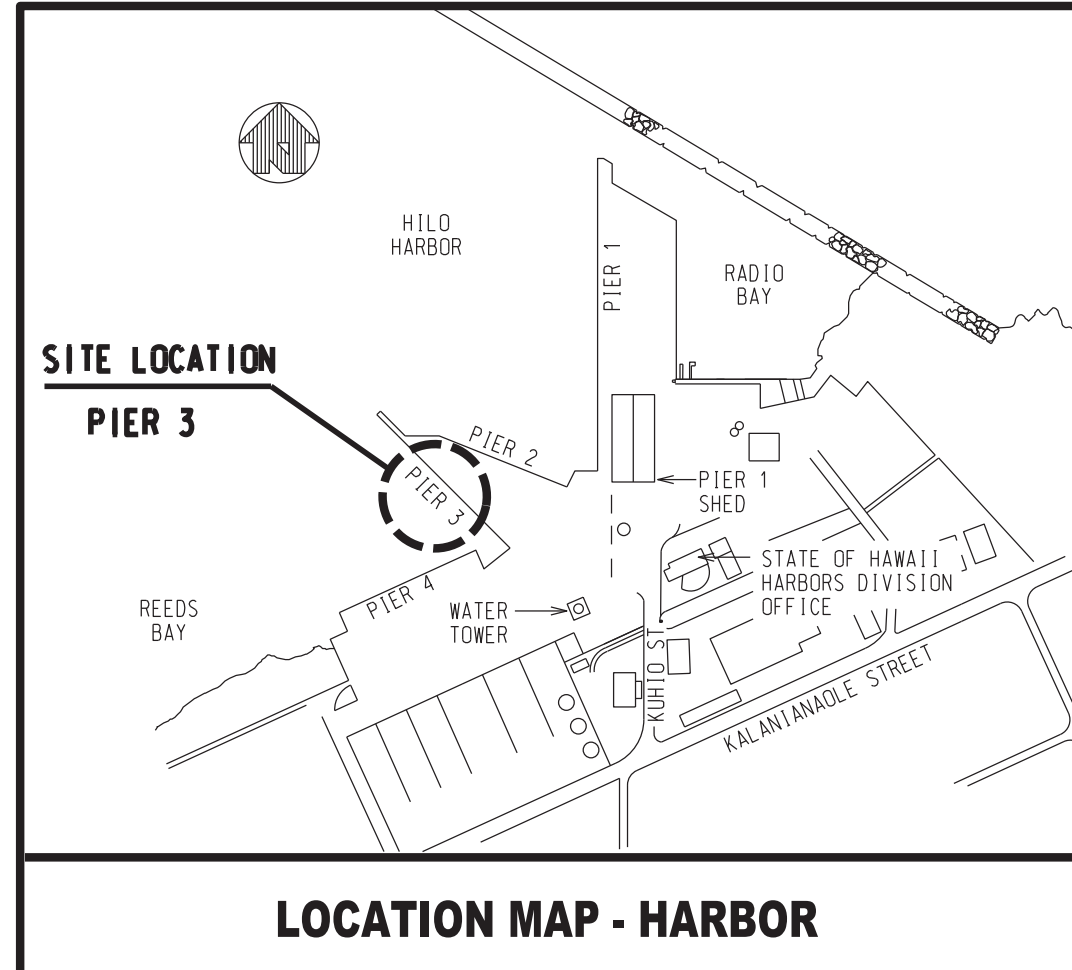 N
HILO
HARBOR
PIER 1
RADIO
BAY
SITE LOCATION
PIER 3
PIER 2
PIER 3
PIER 1
SHED
STATE OF HAWAII
HARBORS DIVISION
OFFICE
PIER 4
REEDS
BAY
WATER
TOWER
KUHIO ST
KALANIANAOLE STREET
LOCATION MAP - HARBOR